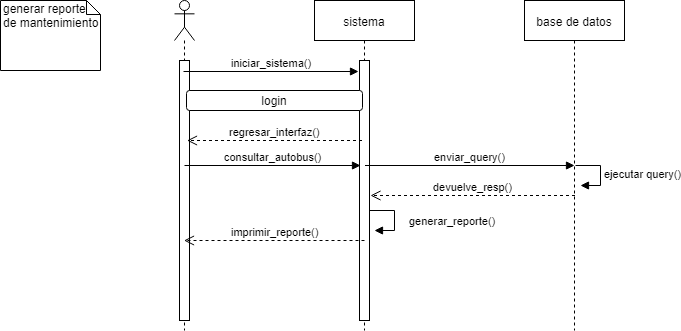 generar reporte
de mantenimiento
sistema
base de datos
iniciar_sistema()
login
regresar_interfaz()
consultar_autobus()
enviar_query()
ejecutar query()
devuelve_resp()
generar_reporte()
imprimir_reporte()